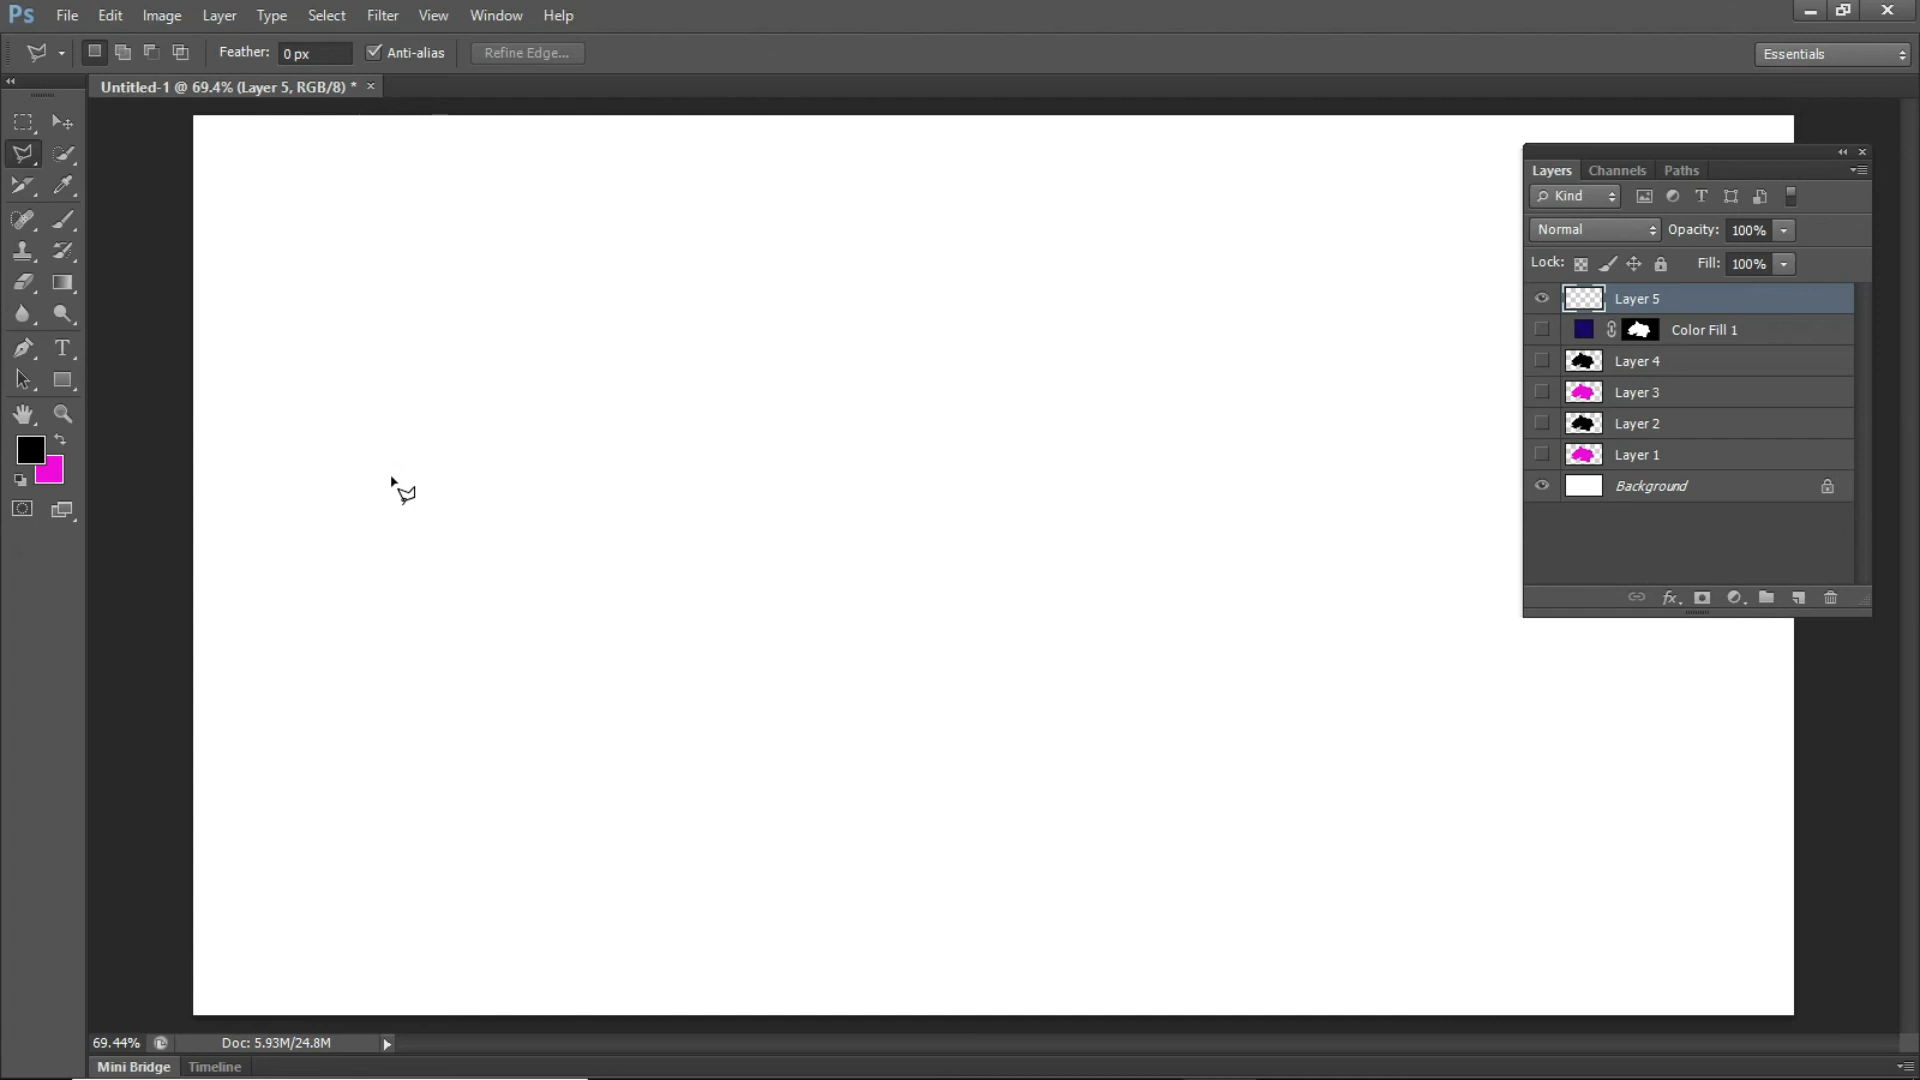 Ps File Edit Image Layer Type Select Filter View Window Help
Feather: 0 px Anti-alias Refine Edge... Essentials
Untitled-1 @ 69.4% (Layer 5, RGB/8) * ×
Layers Channels Paths
Kind
Normal Opacity: 100%
Lock: Fill: 100%
Layer 5
Color Fill 1
Layer 4
Layer 3
Layer 2
Layer 1
Background
69.44% Doc: 5.93M/24.8M
Mini Bridge Timeline